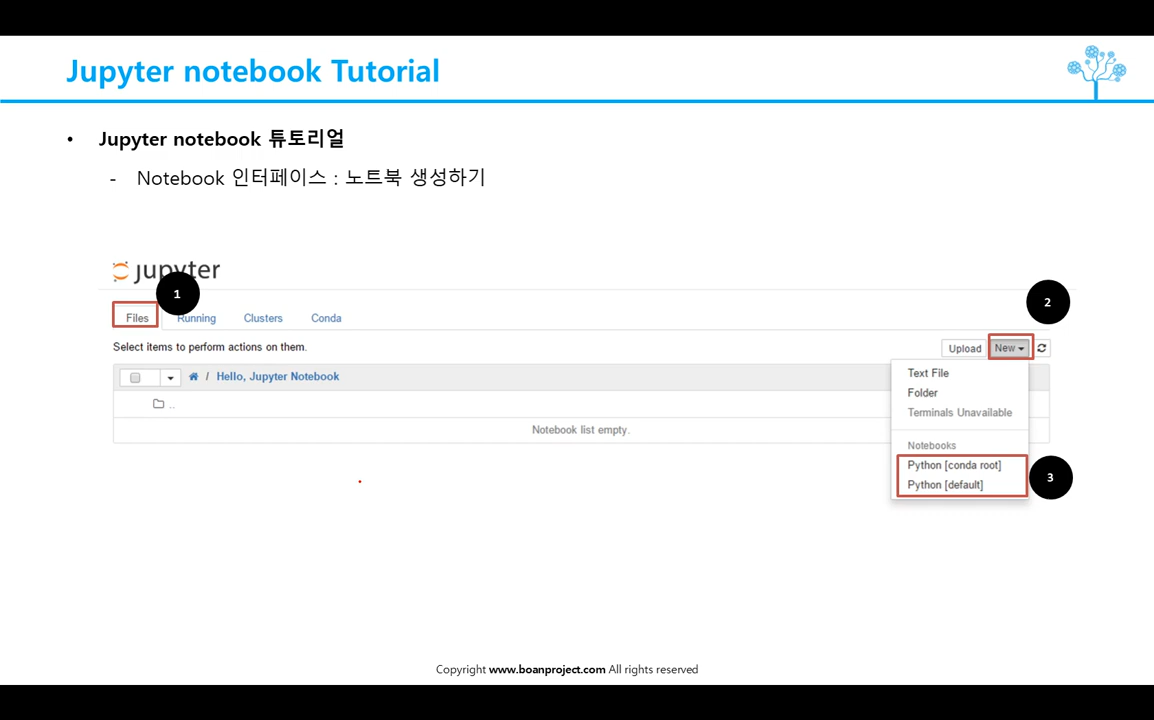 Jupyter notebook Tutorial
• Jupyter notebook 튜토리얼
- Notebook 인터페이스 : 노트북 생성하기
jupyter
1
2
Files Running Clusters Conda
Select items to perform actions on them.
Upload New
/ Hello, Jupyter Notebook
Text File
Folder
..
Terminals Unavailable
Notebook list empty.
Notebooks
Python [conda root]
Python [default]
3
Copyright www.boanproject.com All rights reserved